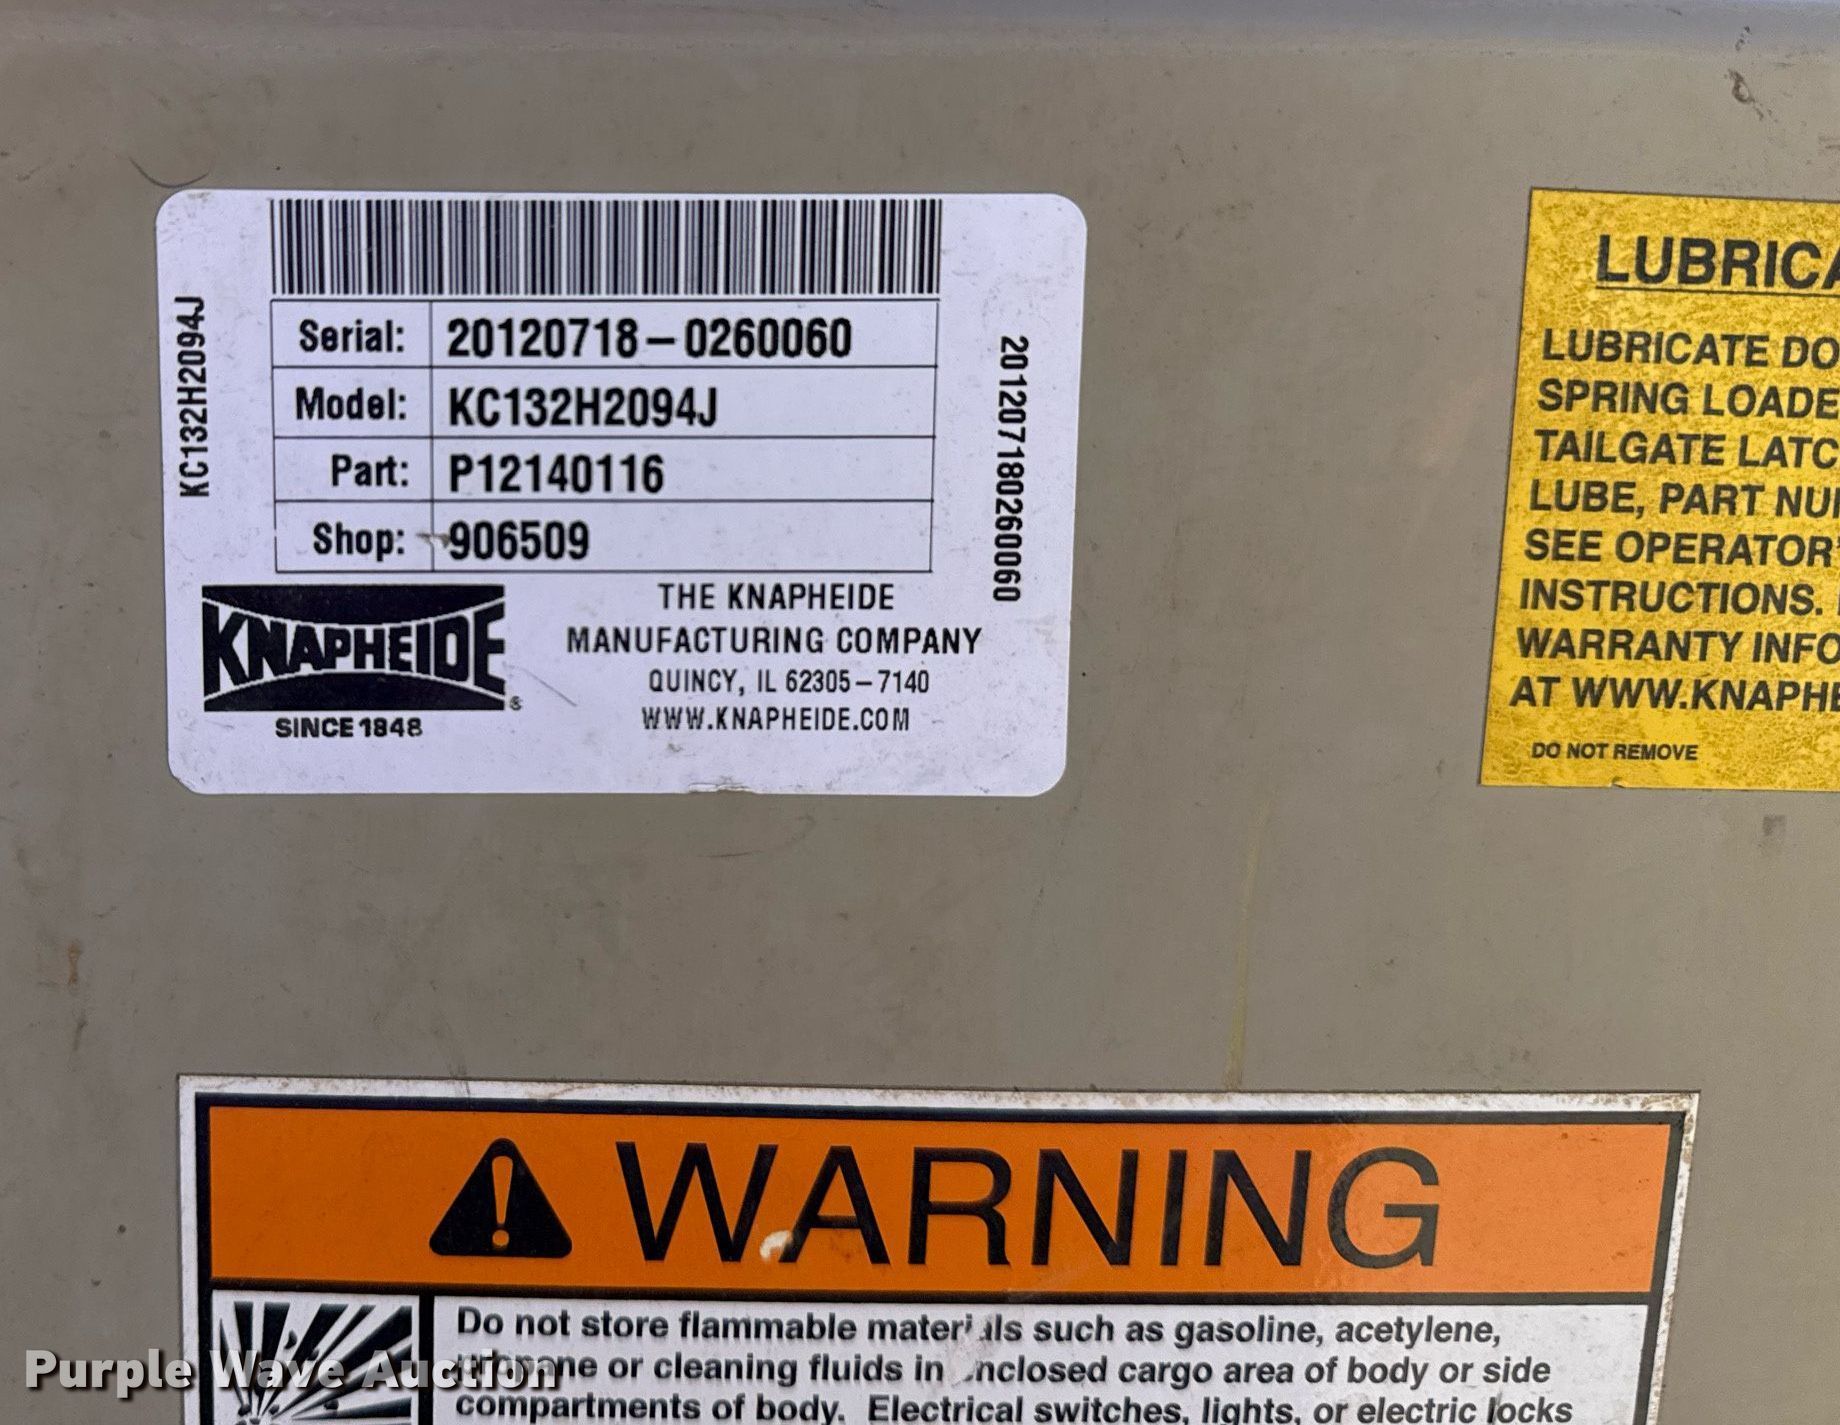 KC132H2094J
Serial: 20120718-0260060
Model: KC132H2094J
Part: P12140116
Shop: 906509
201207180260060
KNAPHEIDE
®
SINCE 1848
THE KNAPHEIDE
MANUFACTURING COMPANY
QUINCY, IL 62305-7140
WWW.KNAPHEIDE.COM
LUBRICA
LUBRICATE DO
SPRING LOADE
TAILGATE LATC
LUBE, PART NU
SEE OPERATOR'
INSTRUCTIONS.
WARRANTY INFO
AT WWW.KNAPHE
DO NOT REMOVE
WARNING
Do not store flammable materials such as gasoline, acetylene,
or cleaning fluids in enclosed cargo area of body or side
compartments of body. Electrical switches, lights, or electric locks
Purple Wave Auction